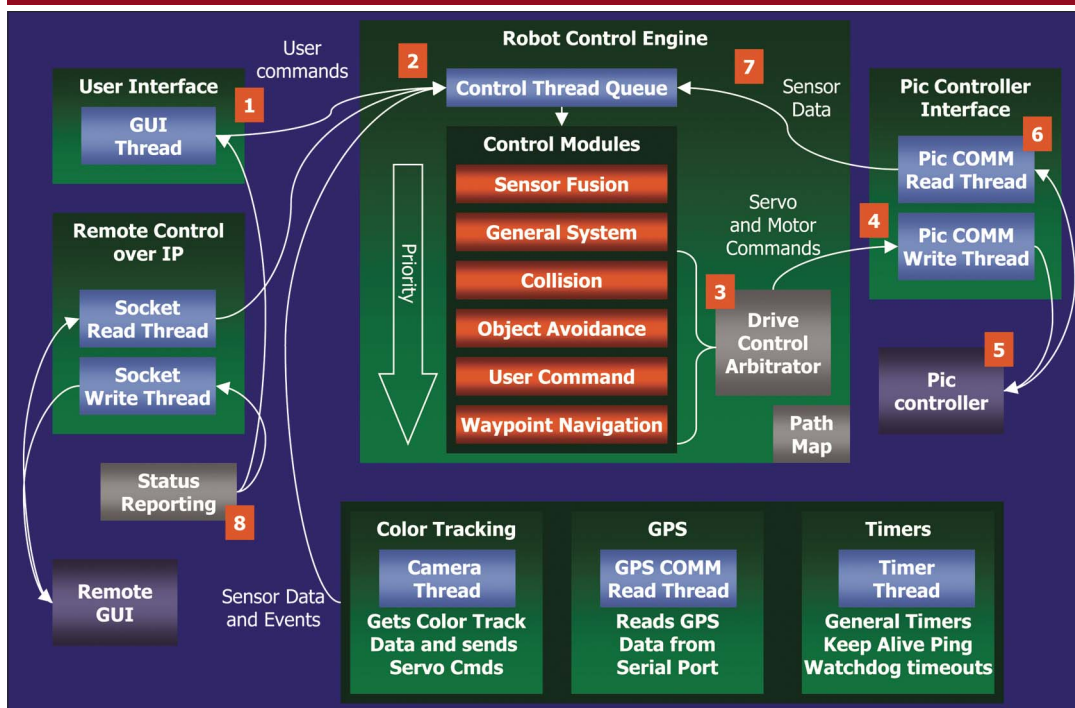 Robot Control Engine
User
commands
2
7
Control Thread Queue
User Interface
1
GUI
Thread
Sensor
Data
Pic Controller
Interface
6
Pic COMM
Read Thread
4
Pic COMM
Write Thread
Control Modules
Sensor Fusion
General System
Collision
Object Avoidance
User Command
Waypoint Navigation
Priority
Servo
and Motor
Commands
3
Drive
Control
Arbitrator
Path
Map
5
Pic
controller
Remote Control
over IP
Socket
Read Thread
Socket
Write Thread
Status
Reporting
8
Remote
GUI
Sensor Data
and Events
Color Tracking
Camera
Thread
Gets Color Track
Data and sends
Servo Cmds
GPS
GPS COMM
Read Thread
Reads GPS
Data from
Serial Port
Timers
Timer
Thread
General Timers
Keep Alive Ping
Watchdog timeouts